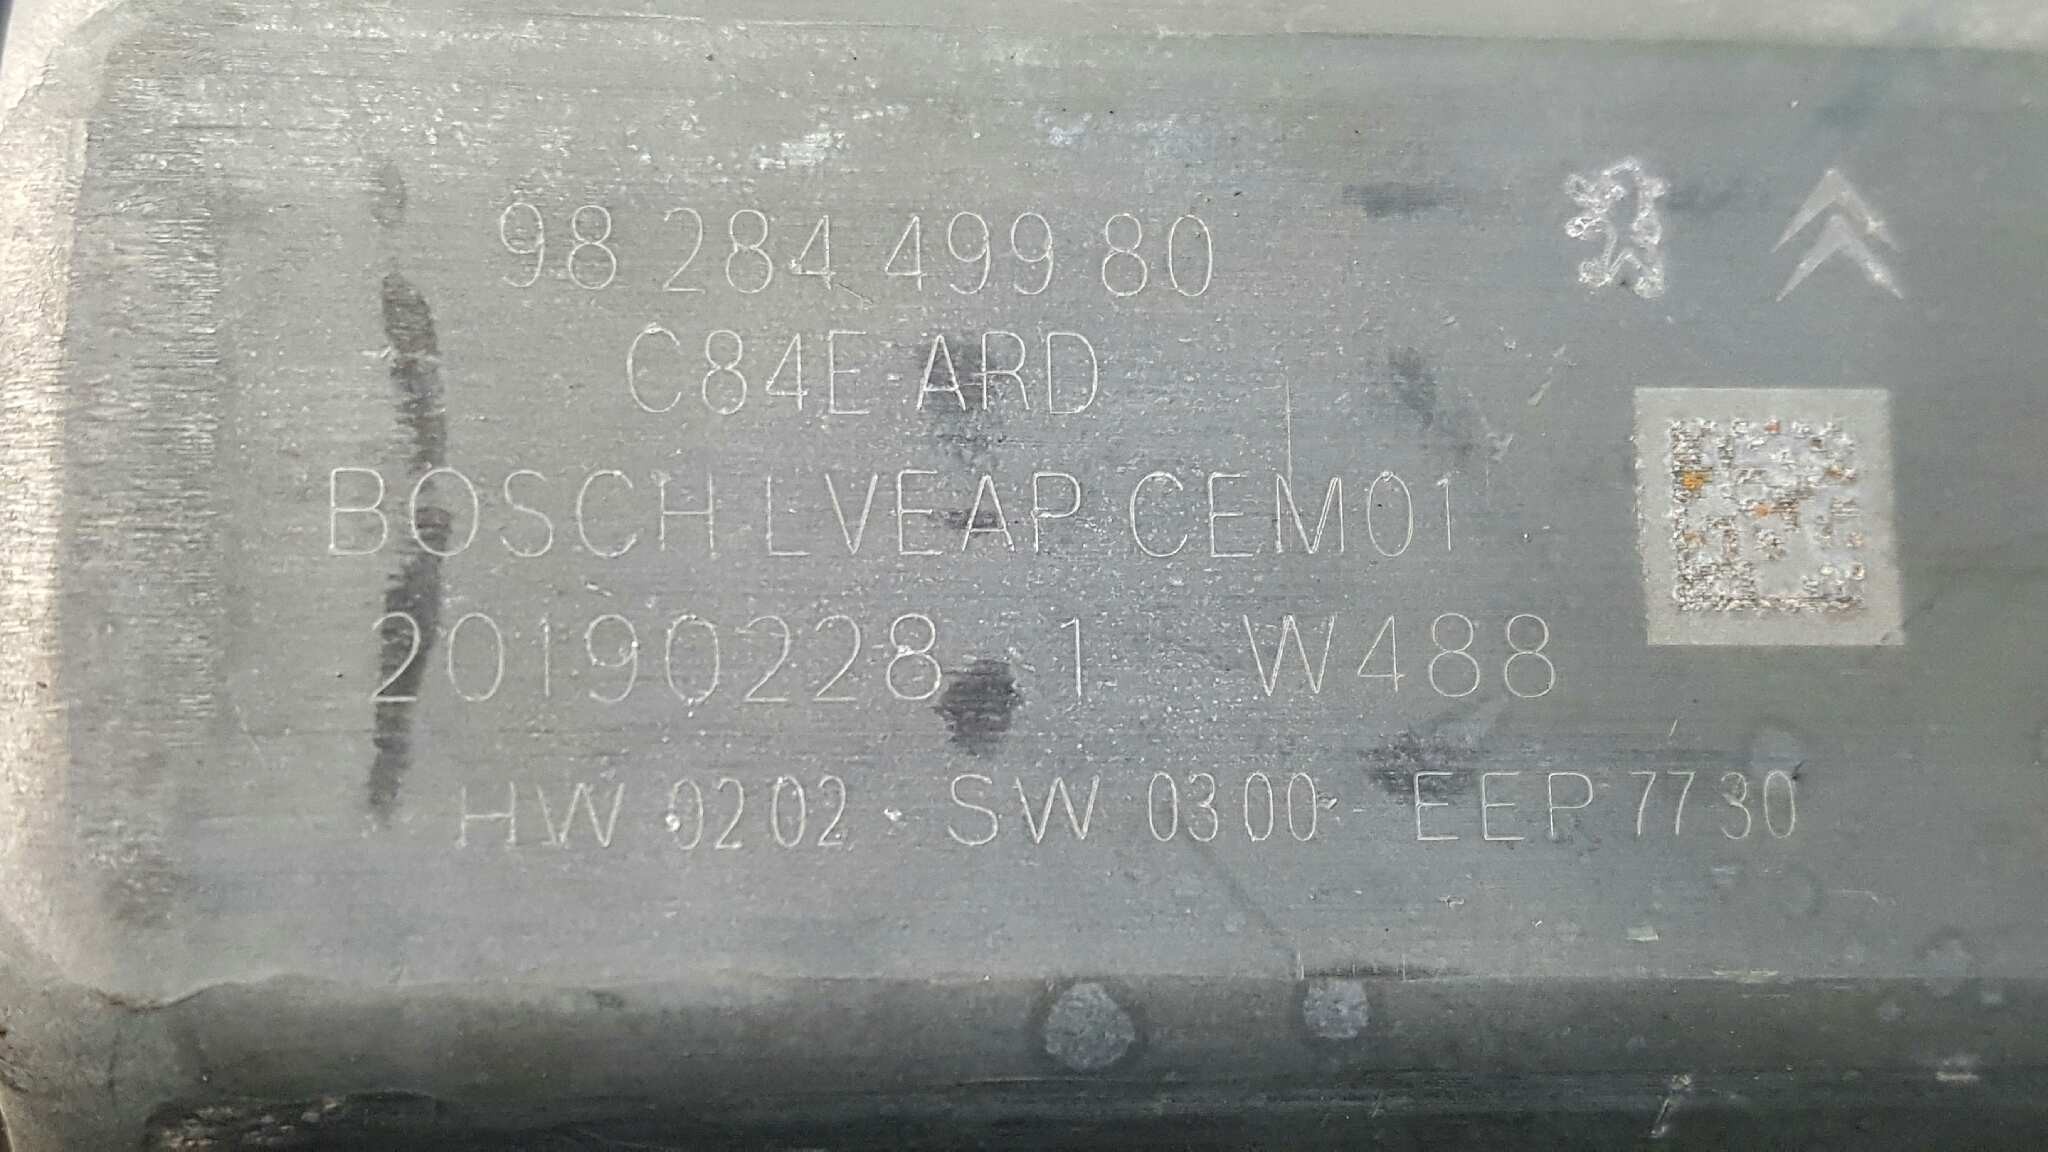 98 284 499 80
C84E ARD
BOSCH LVEAP CEM01
20190228 1 W488
HW 0202 - SW 0300 - EEP 7730